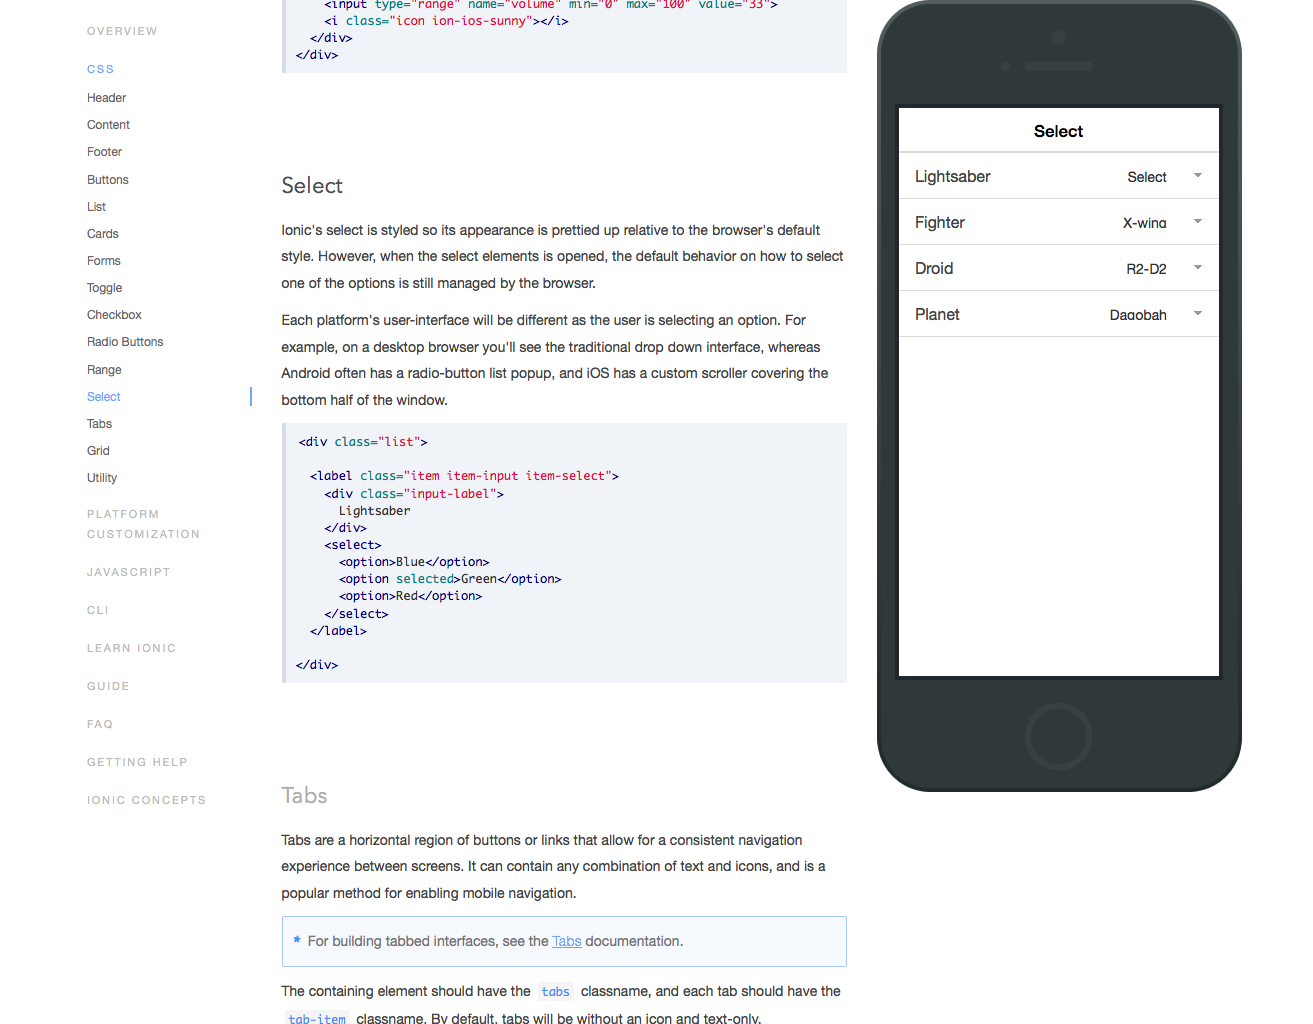 OVERVIEW
CSS
Header
Content
Footer
Buttons
List
Cards
Forms
Toggle
Checkbox
Radio Buttons
Range
Select
Tabs
Grid
Utility
PLATFORM
CUSTOMIZATION
JAVASCRIPT
CLI
LEARN IONIC
GUIDE
FAQ
GETTING HELP
IONIC CONCEPTS
<input type="range" name="volume" min="0" max="100" value="33">
<i class="icon ion-ios-sunny"></i>
</div>
</div>
Select
Ionic's select is styled so its appearance is prettied up relative to the browser's default
style. However, when the select elements is opened, the default behavior on how to select
one of the options is still managed by the browser.
Each platform's user-interface will be different as the user is selecting an option. For
example, on a desktop browser you'll see the traditional drop down interface, whereas
Android often has a radio-button list popup, and iOS has a custom scroller covering the
bottom half of the window.
<div class="list">
<label class="item item-input item-select">
<div class="input-label">
Lightsaber
</div>
<select>
<option>Blue</option>
<option selected>Green</option>
<option>Red</option>
</select>
</label>
</div>
Tabs
Tabs are a horizontal region of buttons or links that allow for a consistent navigation
experience between screens. It can contain any combination of text and icons, and is a
popular method for enabling mobile navigation.
* For building tabbed interfaces, see the Tabs documentation.
The containing element should have the tabs classname, and each tab should have the
tab-item classname. By default, tabs will be without an icon and text-only.
Select
Lightsaber Select
Fighter X-wing
Droid R2-D2
Planet Dagobah